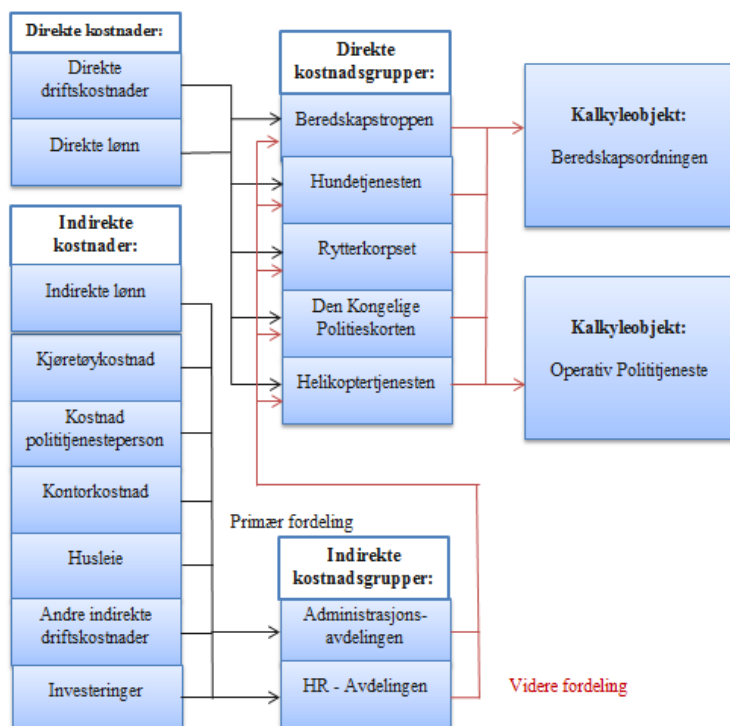 Direkte kostnader:
Direkte
driftskostnader
Direkte lønn
Indirekte
kostnader:
Indirekte lønn
Kjøretøykostnad
Kostnad
polititjenesteperson
Kontorkostnad
Husleie
Andre indirekte
driftskostnader
Investeringer
Direkte
kostnadsgrupper:
Beredskapstroppen
Hundetjenesten
Rytterkorpset
Den Kongelige
Politieskorten
Helikoptertjenesten
Primær fordeling
Indirekte
kostnadsgrupper:
Administrasjons-
avdelingen
HR - Avdelingen
Videre fordeling
Kalkyleobjekt:
Beredskapsordningen
Kalkyleobjekt:
Operativ Polititjeneste